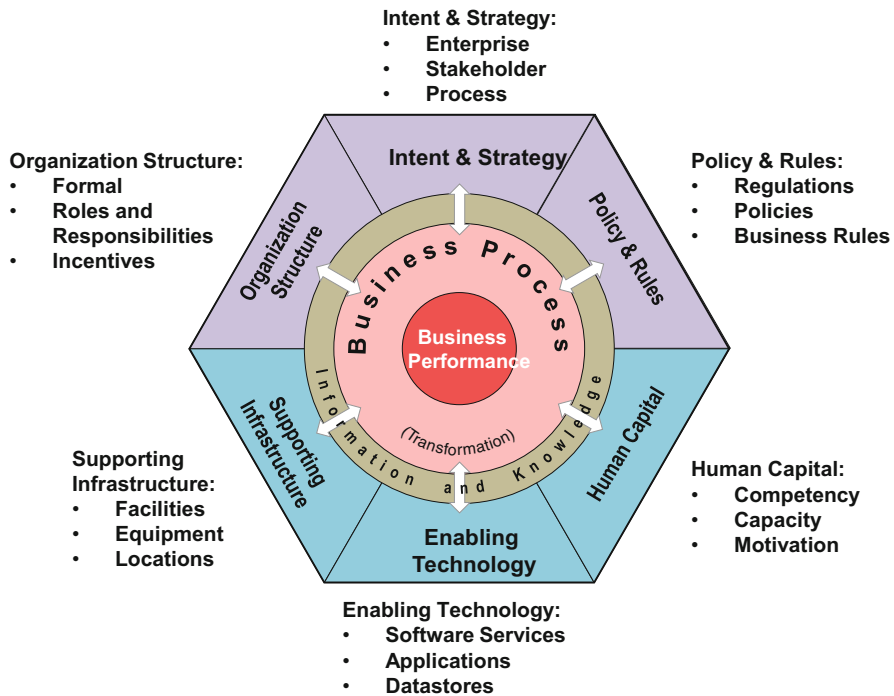 Intent & Strategy:
• Enterprise
• Stakeholder
• Process
Organization Structure:
• Formal
• Roles and
Responsibilities
• Incentives
Policy & Rules:
• Regulations
• Policies
• Business Rules
Intent & Strategy
Organization
Structure
Policy & Rules
Business Process
Business
Performance
(Transformation)
Information and Knowledge
Supporting
Infrastructure
Human Capital
Enabling
Technology
Supporting
Infrastructure:
• Facilities
• Equipment
• Locations
Human Capital:
• Competency
• Capacity
• Motivation
Enabling Technology:
• Software Services
• Applications
• Datastores